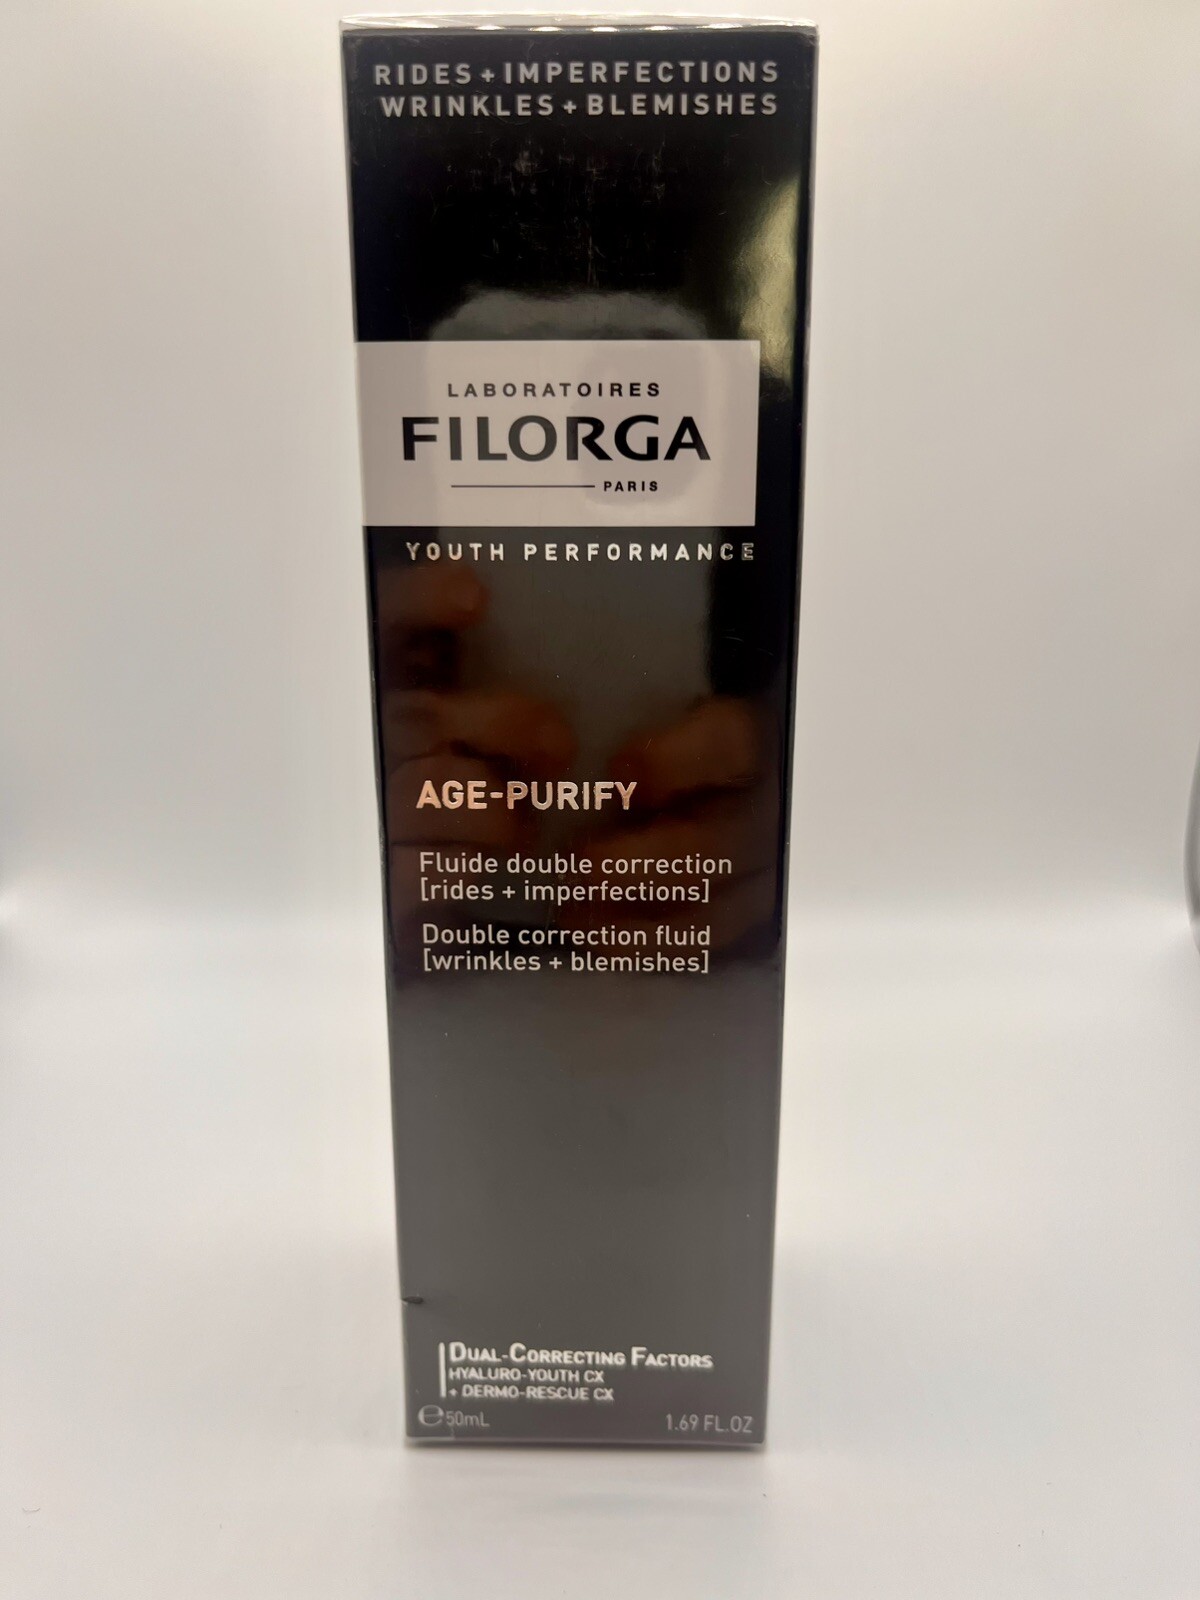 RIDES + IMPERFECTIONS
WRINKLES + BLEMISHES
LABORATOIRES
FILORGA
PARIS
YOUTH PERFORMANCE
AGE-PURIFY
Fluide double correction
[rides + imperfections]
Double correction fluid
[wrinkles + blemishes]
DUAL-CORRECTING FACTORS
HYALURO-YOUTH CX
+ DERMO-RESCUE CX
℮50mL 1.69 FL.OZ